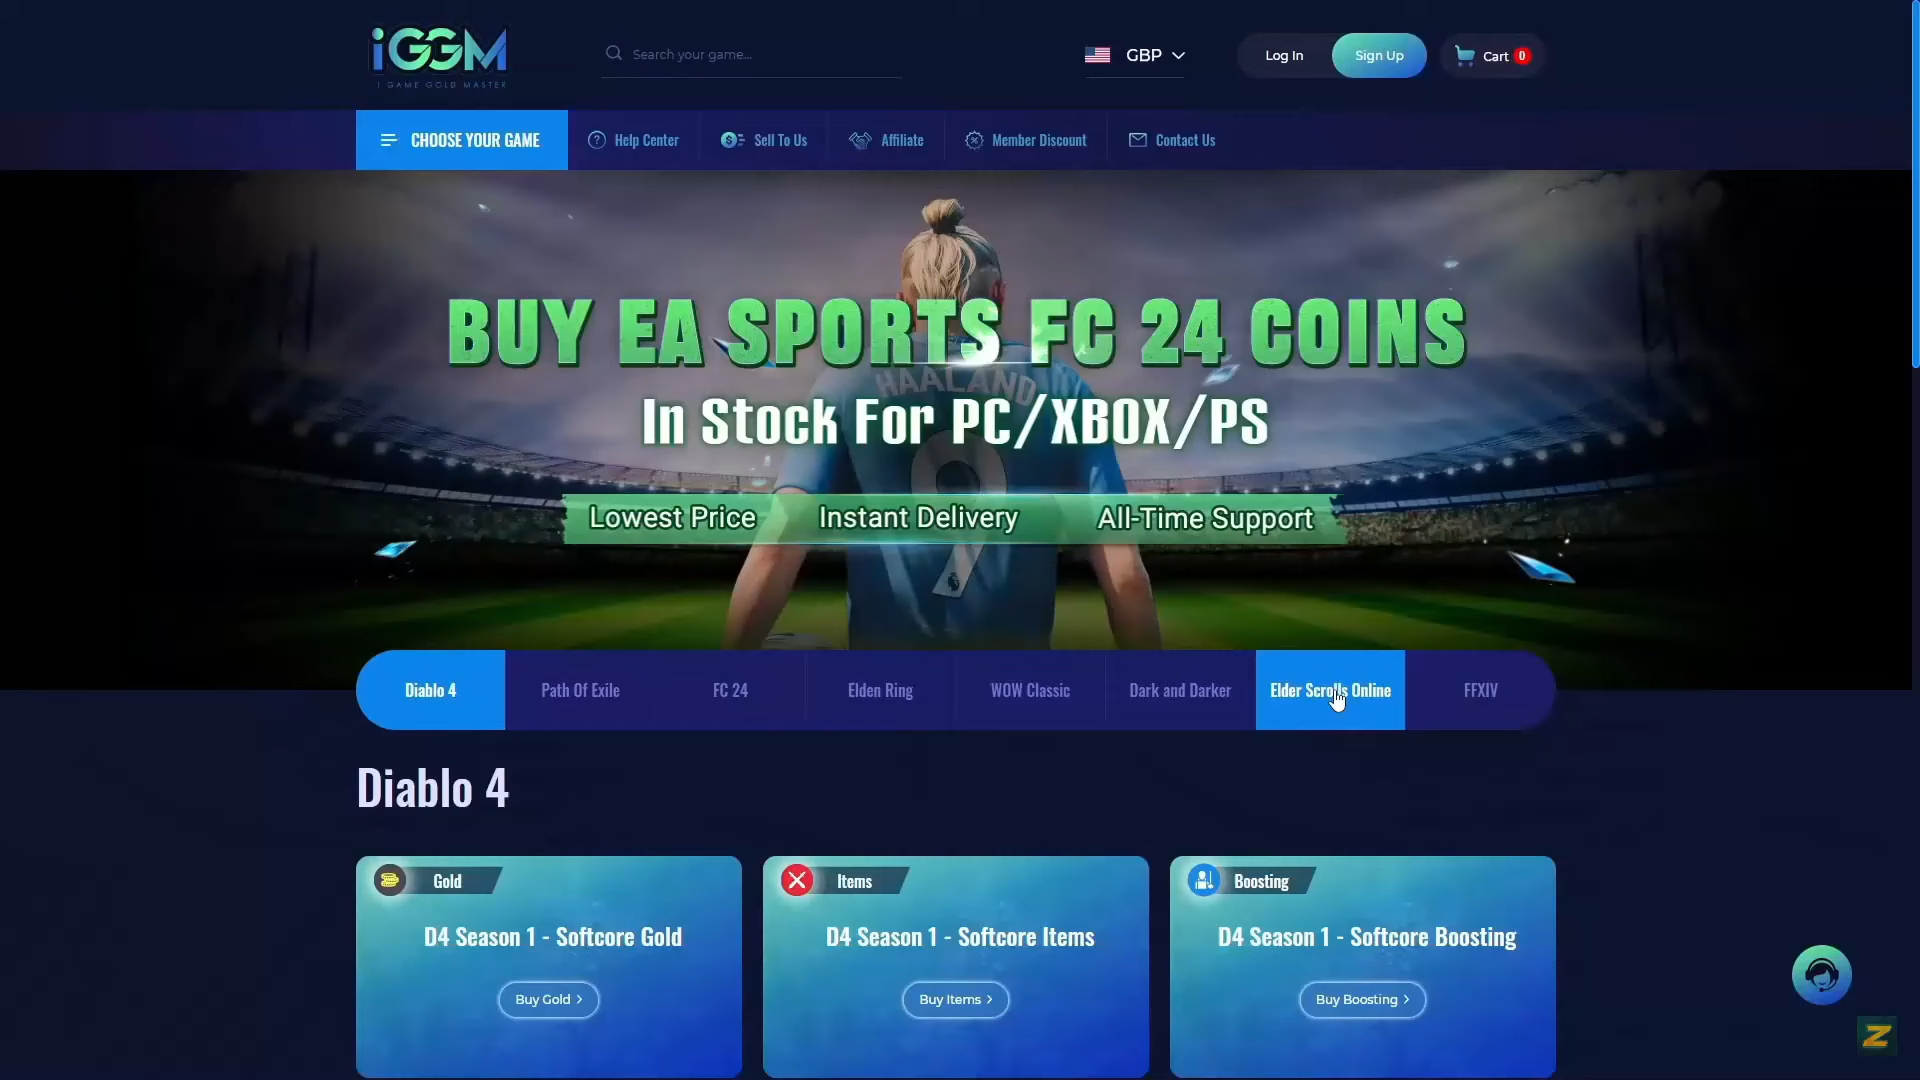 iGGM
I GAME GOLD MASTER
Search your game...
GBP
Log In
Sign Up
Cart 0
CHOOSE YOUR GAME
? Help Center
$ Sell To Us
Affiliate
Member Discount
Contact Us
BUY EA SPORTS FC 24 COINS
HAALAND
In Stock For PC/XBOX/PS
9
Lowest Price
Instant Delivery
All-Time Support
Diablo 4
Path Of Exile
FC 24
Elden Ring
WOW Classic
Dark and Darker
Elder Scrolls Online
FFXIV
Diablo 4
Gold
D4 Season 1 - Softcore Gold
Buy Gold >
Items
D4 Season 1 - Softcore Items
Buy Items >
Boosting
D4 Season 1 - Softcore Boosting
Buy Boosting >
Z